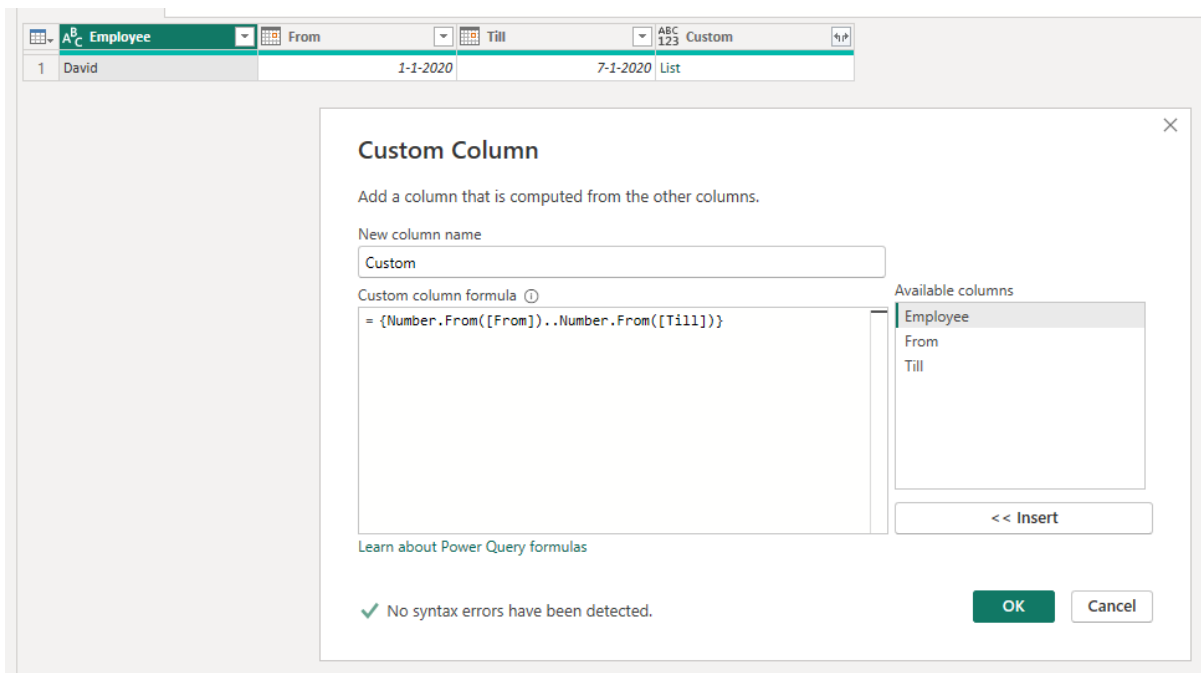 ABC Employee From Till ABC 123 Custom
1 David 1-1-2020 7-1-2020 List
Custom Column
Add a column that is computed from the other columns.
New column name
Custom
Custom column formula
= {Number.From([From])..Number.From([Till])}
Available columns
Employee
From
Till
<< Insert
Learn about Power Query formulas
No syntax errors have been detected.
OK Cancel